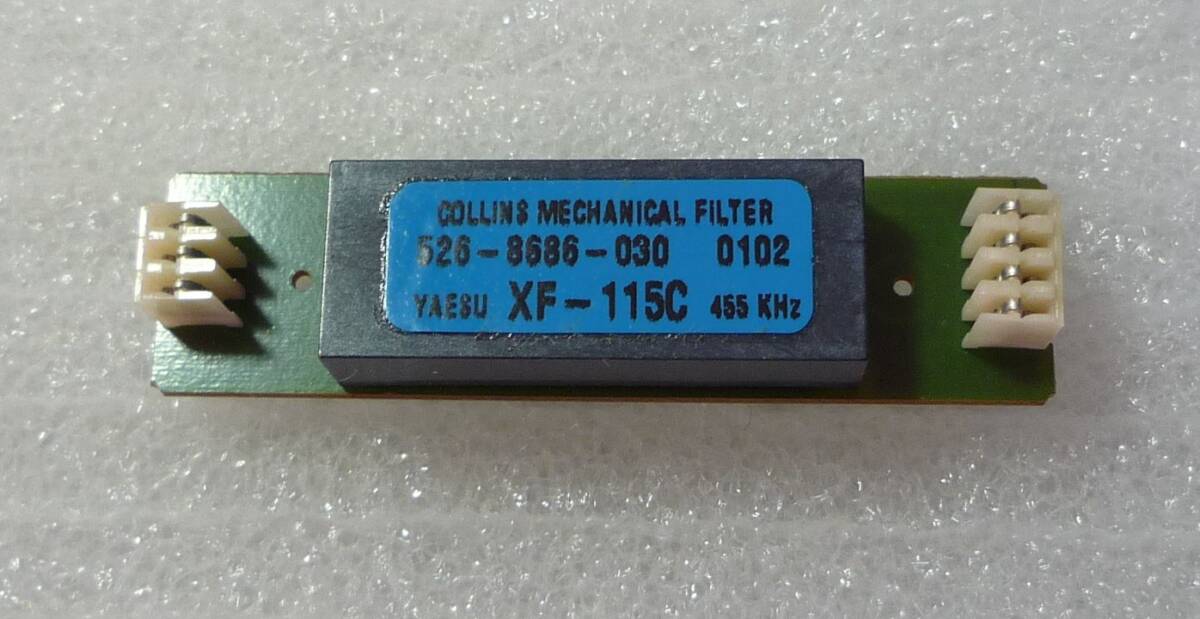 COLLINS MECHANICAL FILTER
526-8686-030 0102
YAESU XF-115C 455 KHz